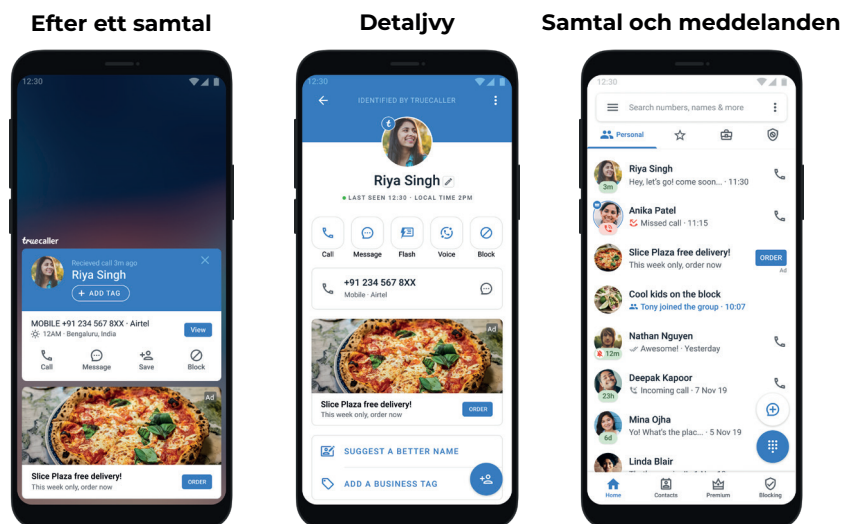 Efter ett samtal
Detaljvy
Samtal och meddelanden
12:30
truecaller
Recieved call 3m ago
Riya Singh
+ ADD TAG
MOBILE +91 234 567 8XX · Airtel
12AM · Bengaluru, India
View
Call
Message
Save
Block
Ad
Slice Plaza free delivery!
This week only, order now
ORDER
12:30
IDENTIFIED BY TRUECALLER
Riya Singh
LAST SEEN 12:30 · LOCAL TIME 2PM
Call
Message
Flash
Voice
Block
+91 234 567 8XX
Mobile · Airtel
Ad
Slice Plaza free delivery!
This week only, order now
ORDER
SUGGEST A BETTER NAME
ADD A BUSINESS TAG
12:30
Search numbers, names & more
Personal
Riya Singh
3m
Hey, let's go! come soon... · 11:30
Anika Patel
Missed call · 11:15
Slice Plaza free delivery!
This week only, order now
ORDER
Ad
Cool kids on the block
Tony joined the group · 10:07
Nathan Nguyen
12m
Awesome! · Yesterday
Deepak Kapoor
23h
Incoming call · 7 Nov 19
Mina Ojha
6d
Yo! What's the plac... · 5 Nov 19
Linda Blair
Home
Contacts
Premium
Blocking